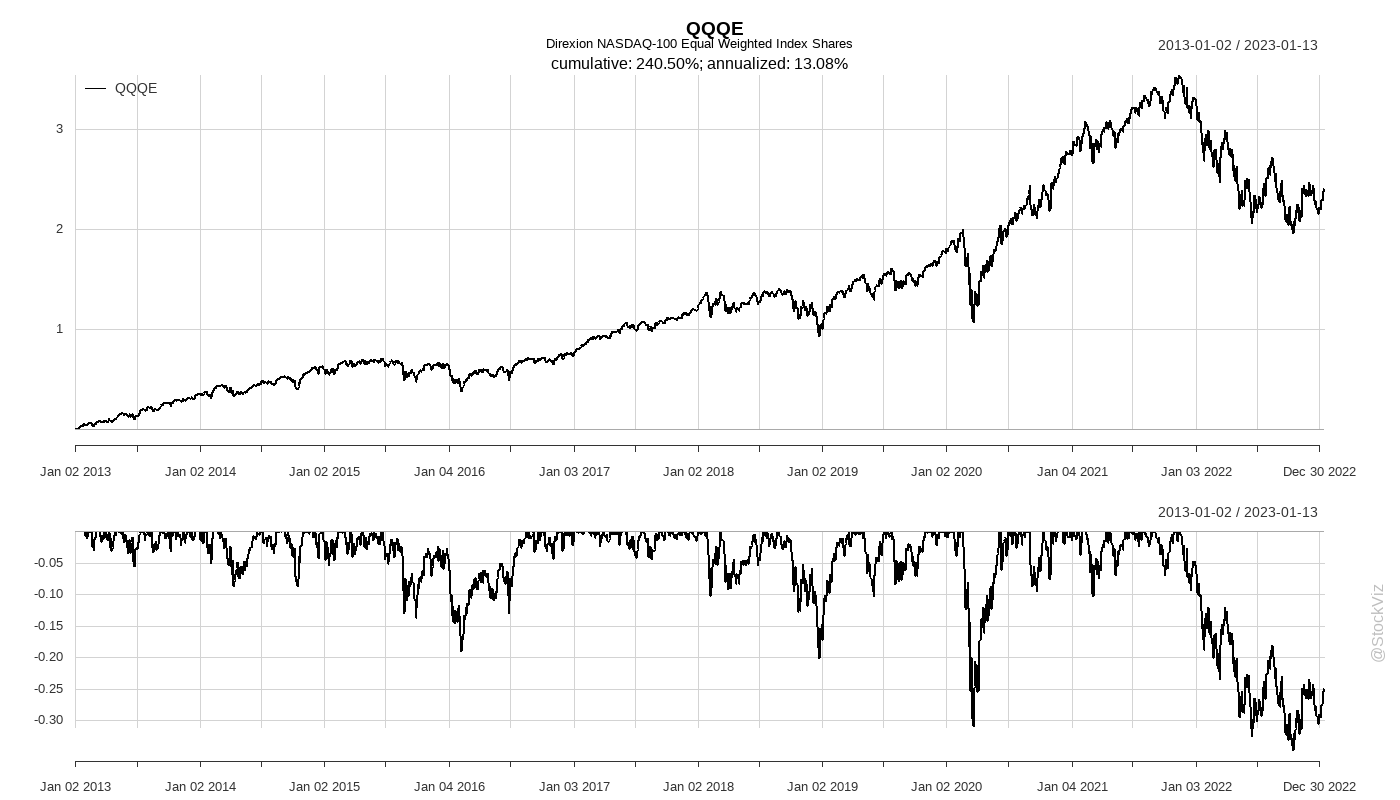 QQQE
Direxion NASDAQ-100 Equal Weighted Index Shares
cumulative: 240.50%; annualized: 13.08%
2013-01-02 / 2023-01-13
QQQE
3
2
1
Jan 02 2013 Jan 02 2014 Jan 02 2015 Jan 04 2016 Jan 03 2017 Jan 02 2018 Jan 02 2019 Jan 02 2020 Jan 04 2021 Jan 03 2022 Dec 30 2022
2013-01-02 / 2023-01-13
-0.05
-0.10
-0.15
-0.20
-0.25
-0.30
Jan 02 2013 Jan 02 2014 Jan 02 2015 Jan 04 2016 Jan 03 2017 Jan 02 2018 Jan 02 2019 Jan 02 2020 Jan 04 2021 Jan 03 2022 Dec 30 2022
@StockViz